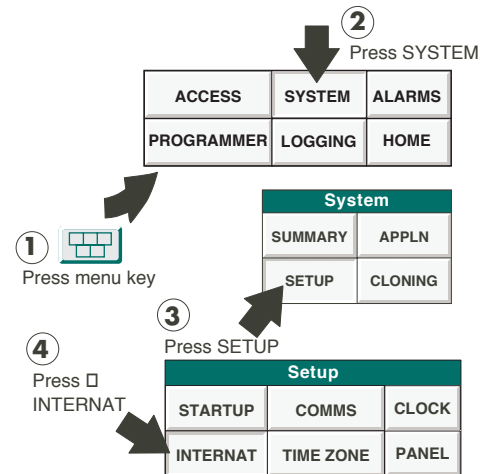 2
Press SYSTEM
ACCESS SYSTEM ALARMS
PROGRAMMER LOGGING HOME
1
Press menu key
System
SUMMARY APPLN
SETUP CLONING
3
Press SETUP
4
Press □
INTERNAT
Setup
STARTUP COMMS CLOCK
INTERNAT TIME ZONE PANEL